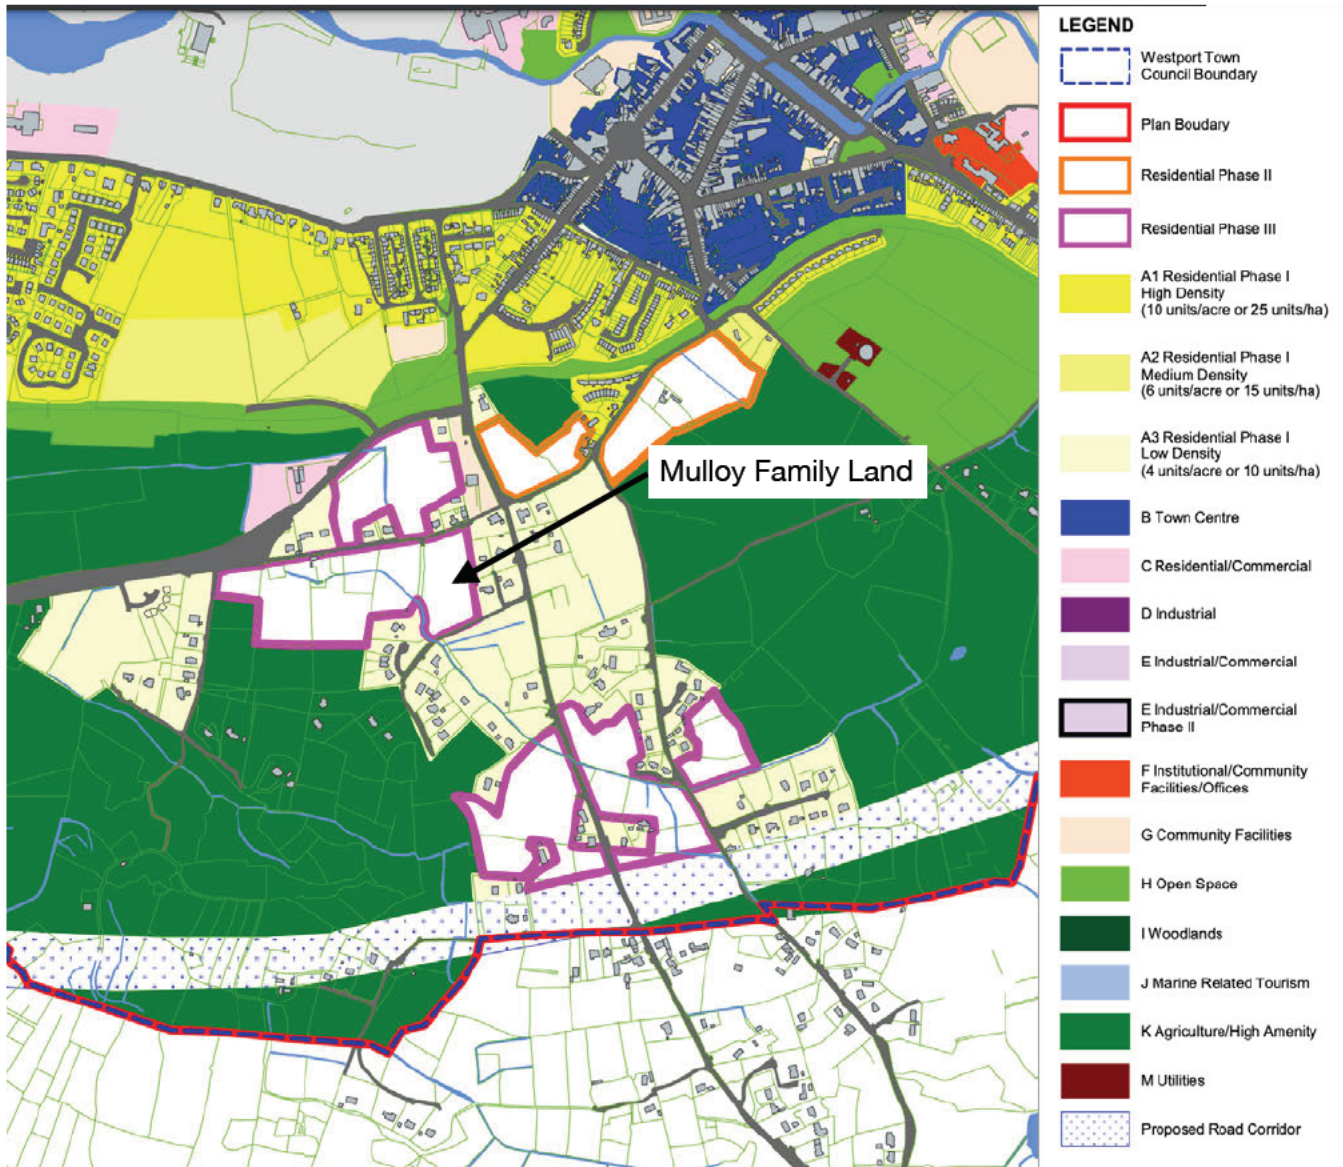 LEGEND
Westport Town
Council Boundary
Plan Boudary
Residential Phase II
Residential Phase III
A1 Residential Phase I
High Density
(10 units/acre or 25 units/ha)
A2 Residential Phase I
Medium Density
(6 units/acre or 15 units/ha)
A3 Residential Phase I
Low Density
(4 units/acre or 10 units/ha)
B Town Centre
C Residential/Commercial
D Industrial
E Industrial/Commercial
E Industrial/Commercial
Phase II
F Institutional/Community
Facilities/Offices
G Community Facilities
H Open Space
I Woodlands
J Marine Related Tourism
K Agriculture/High Amenity
M Utilities
Proposed Road Corridor
Mulloy Family Land